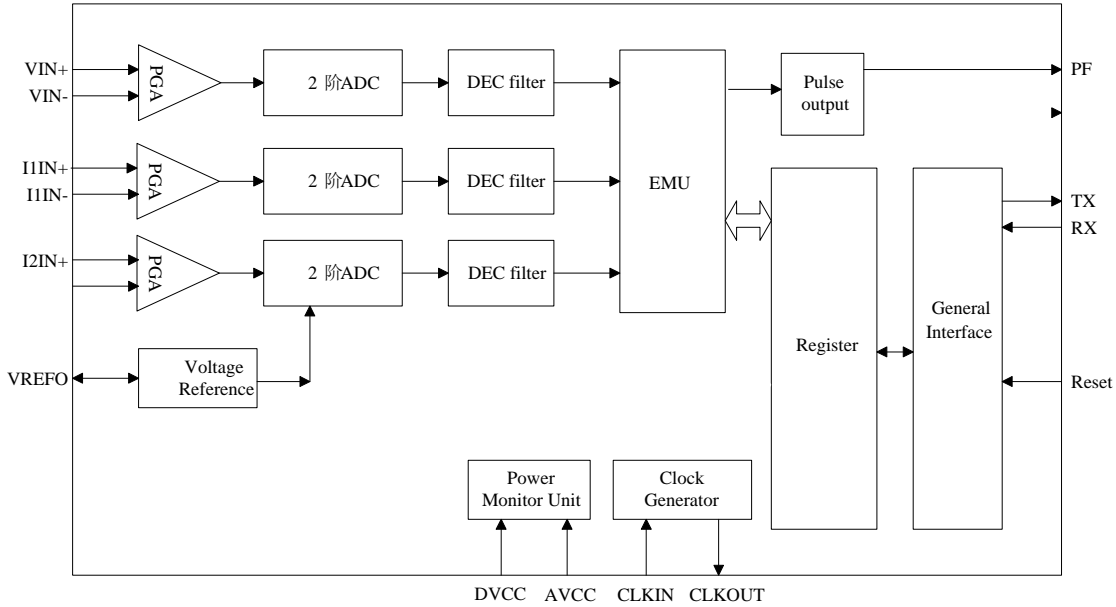 VIN+
VIN-
PGA
2 阶ADC
DEC filter
EMU
Pulse
output
PF
I1IN+
I1IN-
PGA
2 阶ADC
DEC filter
TX
RX
I2IN+
PGA
2 阶ADC
DEC filter
General
Interface
Register
VREFO
Voltage
Reference
Reset
Power
Monitor Unit
Clock
Generator
DVCC
AVCC
CLKIN
CLKOUT